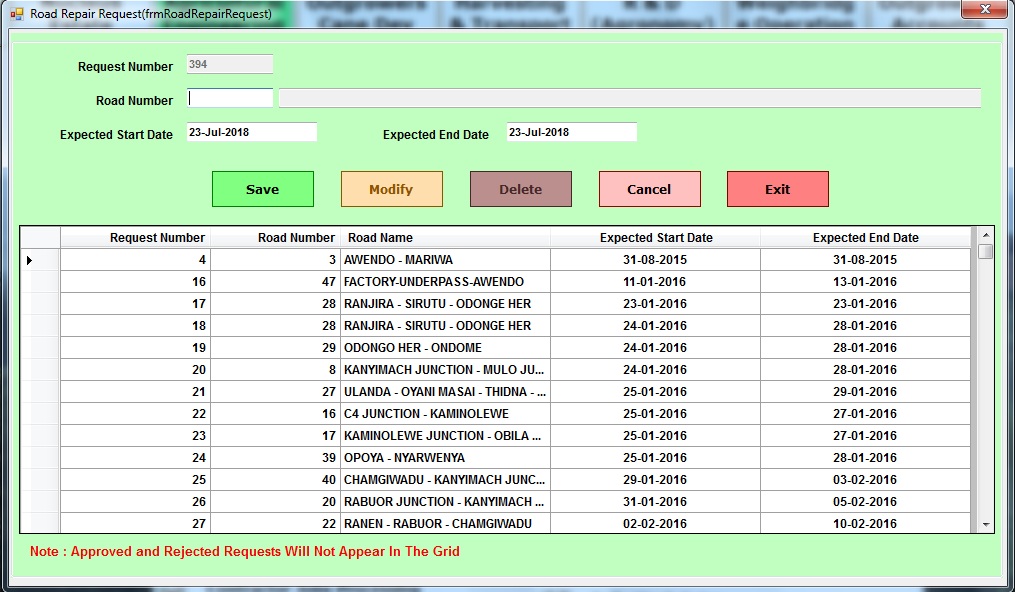 Road Repair Request(frmRoadRepairRequest)
Request Number 394
Road Number
Expected Start Date 23-Jul-2018 Expected End Date 23-Jul-2018
Save Modify Delete Cancel Exit
Request Number Road Number Road Name Expected Start Date Expected End Date
4 3 AWENDO - MARIWA 31-08-2015 31-08-2015
16 47 FACTORY-UNDERPASS-AWENDO 11-01-2016 13-01-2016
17 28 RANJIRA - SIRUTU - ODONGE HER 23-01-2016 23-01-2016
18 28 RANJIRA - SIRUTU - ODONGE HER 24-01-2016 28-01-2016
19 29 ODONGO HER - ONDOME 24-01-2016 28-01-2016
20 8 KANYIMACH JUNCTION - MULO JU... 24-01-2016 28-01-2016
21 27 ULANDA - OYANI MASAI - THIDNA - ... 25-01-2016 29-01-2016
22 16 C4 JUNCTION - KAMINOLEWE 25-01-2016 27-01-2016
23 17 KAMINOLEWE JUNCTION - OBILA ... 25-01-2016 27-01-2016
24 39 OPOYA - NYARWENYA 25-01-2016 28-01-2016
25 40 CHAMGIWADU - KANYIMACH JUNC... 29-01-2016 03-02-2016
26 20 RABUOR JUNCTION - KANYIMACH ... 31-01-2016 05-02-2016
27 22 RANEN - RABUOR - CHAMGIWADU 02-02-2016 10-02-2016
Note : Approved and Rejected Requests Will Not Appear In The Grid